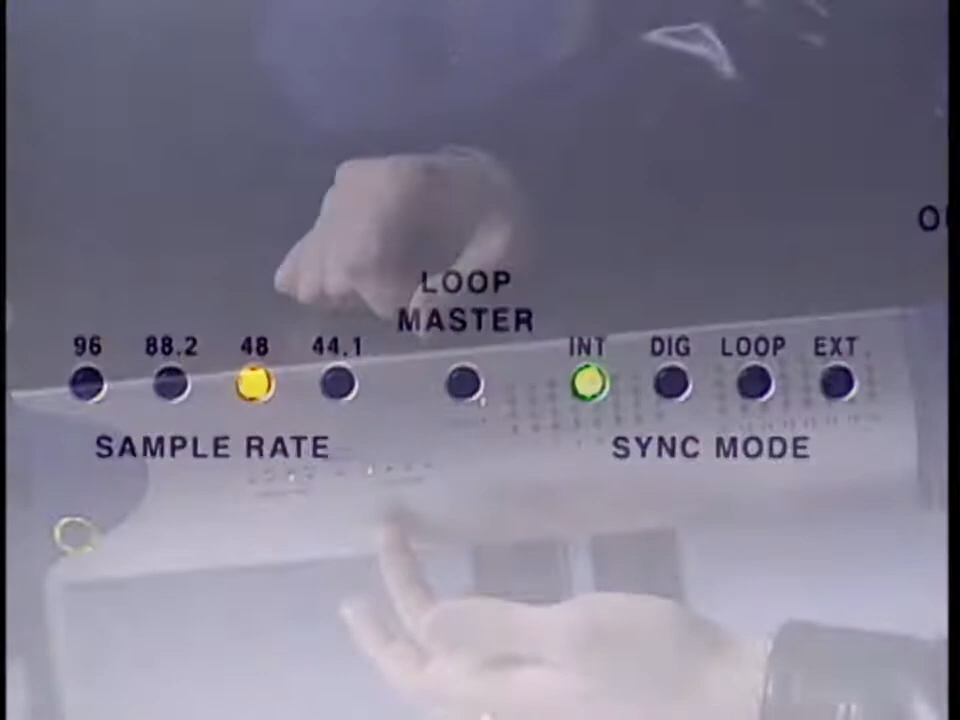 LOOP
MASTER
96 88.2 48 44.1 INT DIG LOOP EXT
SAMPLE RATE SYNC MODE